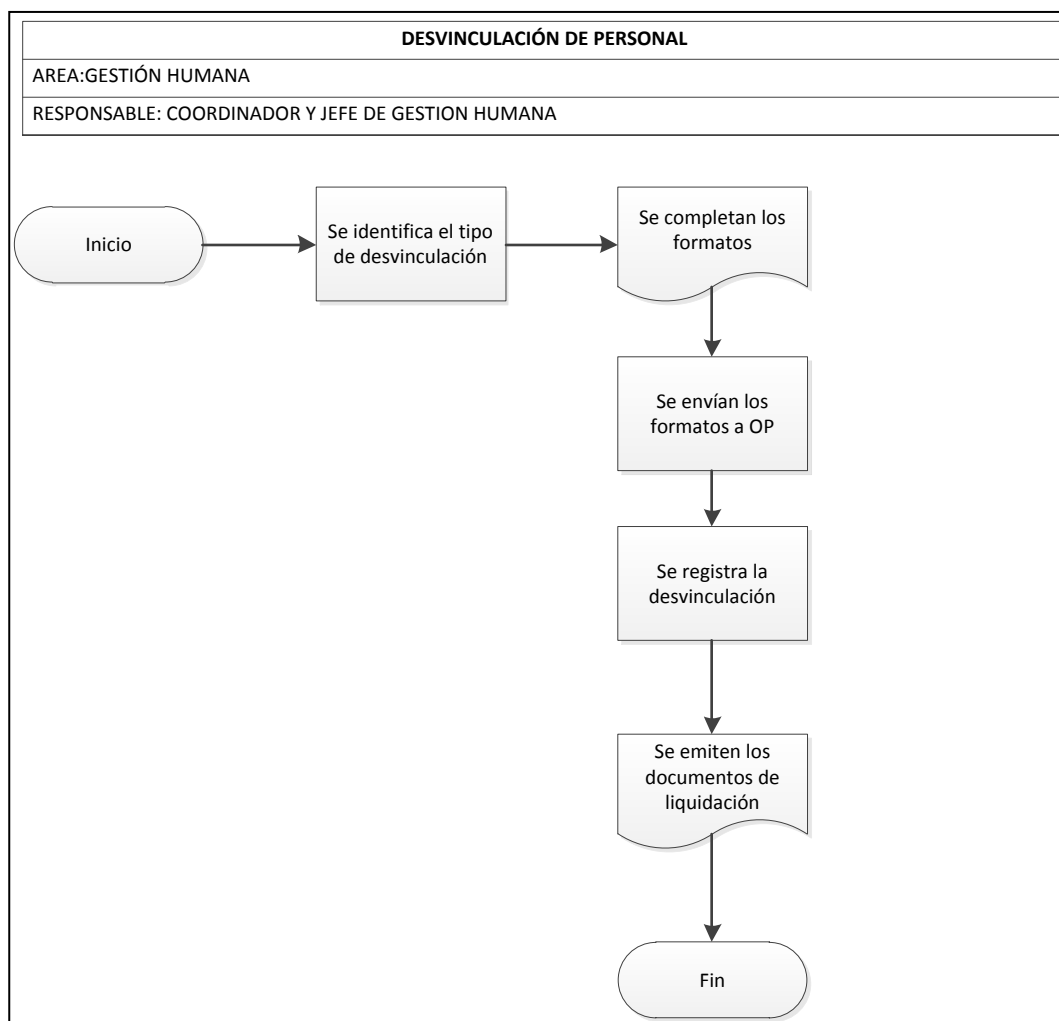 DESVINCULACIÓN DE PERSONAL
AREA:GESTIÓN HUMANA
RESPONSABLE: COORDINADOR Y JEFE DE GESTION HUMANA
Inicio
Se identifica el tipo
de desvinculación
Se completan los
formatos
Se envían los
formatos a OP
Se registra la
desvinculación
Se emiten los
documentos de
liquidación
Fin